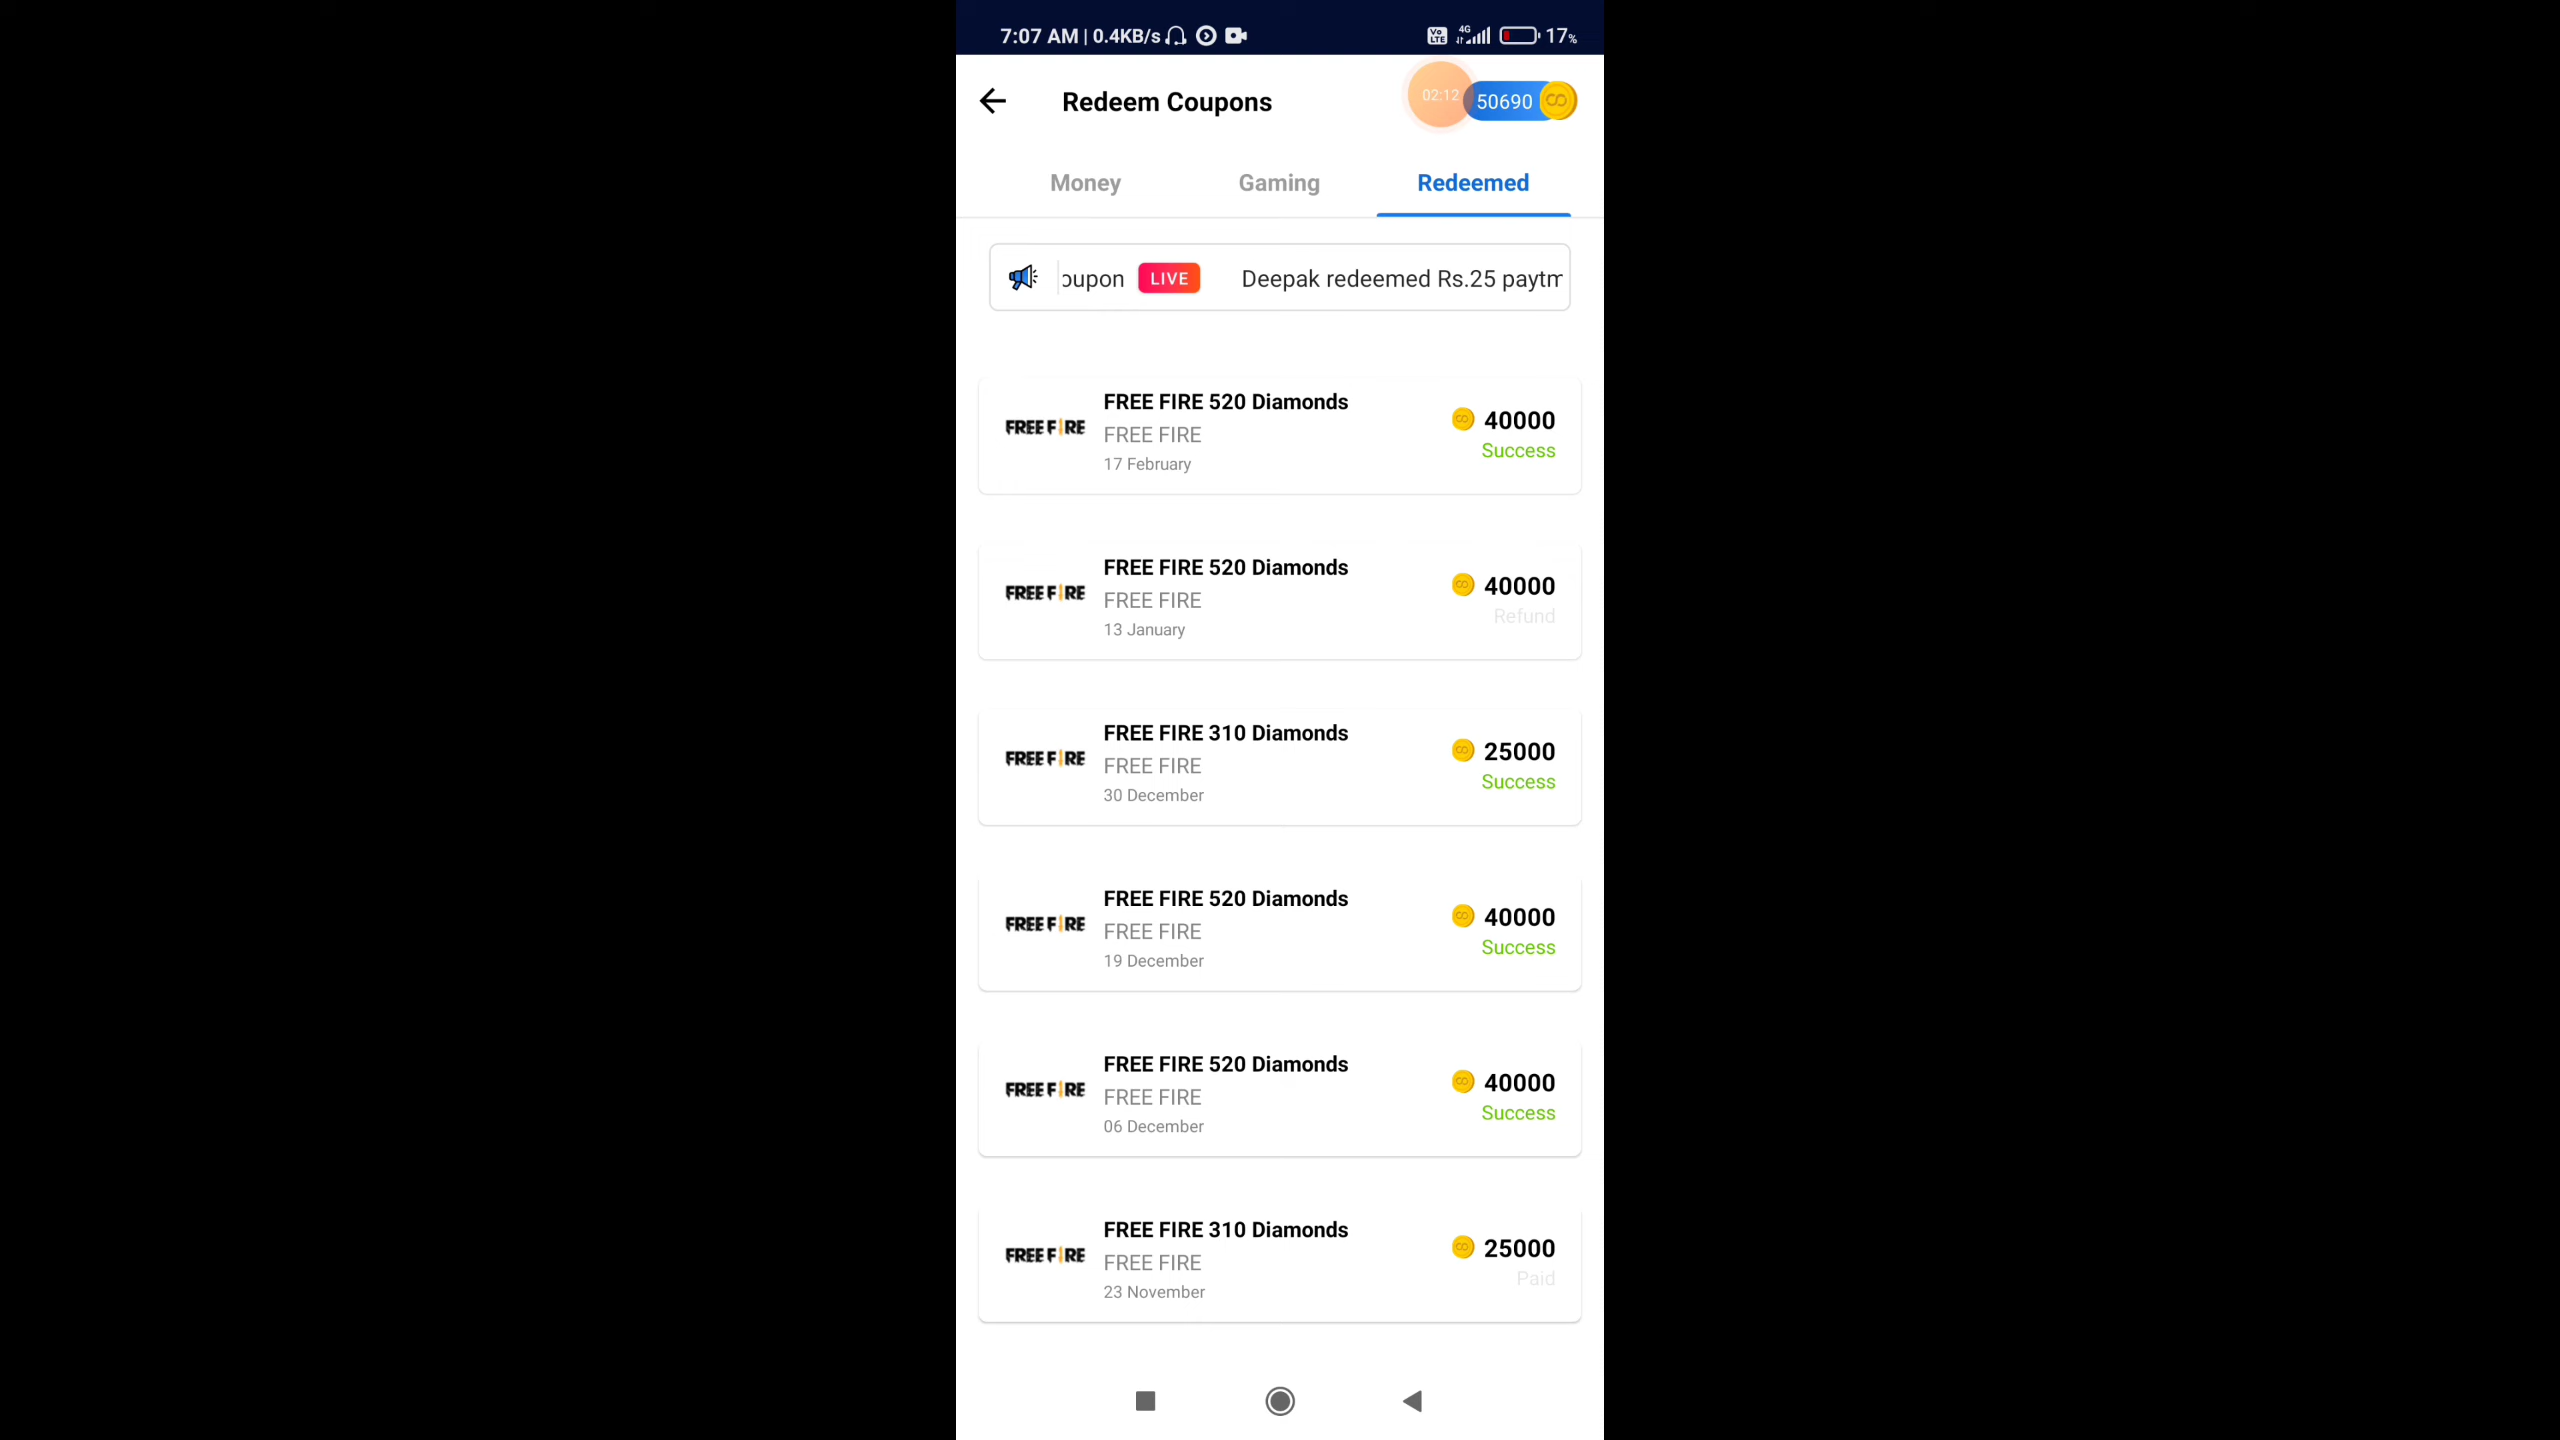 7:07 AM | 0.4KB/s
Vo LTE 4G 17%
Redeem Coupons
02:12
50690
Money Gaming Redeemed
oupon LIVE Deepak redeemed Rs.25 paytm
FREE FIRE
FREE FIRE 520 Diamonds
FREE FIRE
17 February
40000
Success
FREE FIRE
FREE FIRE 520 Diamonds
FREE FIRE
13 January
40000
Refund
FREE FIRE
FREE FIRE 310 Diamonds
FREE FIRE
30 December
25000
Success
FREE FIRE
FREE FIRE 520 Diamonds
FREE FIRE
19 December
40000
Success
FREE FIRE
FREE FIRE 520 Diamonds
FREE FIRE
06 December
40000
Success
FREE FIRE
FREE FIRE 310 Diamonds
FREE FIRE
23 November
25000
Paid